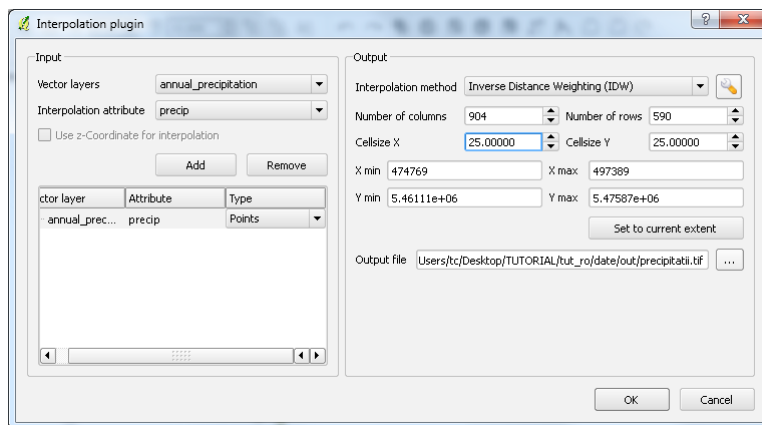 Interpolation plugin
Input
Vector layers annual_precipitation
Interpolation attribute precip
Use z-Coordinate for interpolation
Add Remove
ctor layer Attribute Type
annual_prec... precip Points
Output
Interpolation method Inverse Distance Weighting (IDW)
Number of columns 904 Number of rows 590
Cellsize X 25.00000 Cellsize Y 25.00000
X min 474769 X max 497389
Y min 5.46111e+06 Y max 5.47587e+06
Set to current extent
Output file Users/tc/Desktop/TUTORIAL/tut_ro/date/out/precipitatii.tif ...
OK Cancel